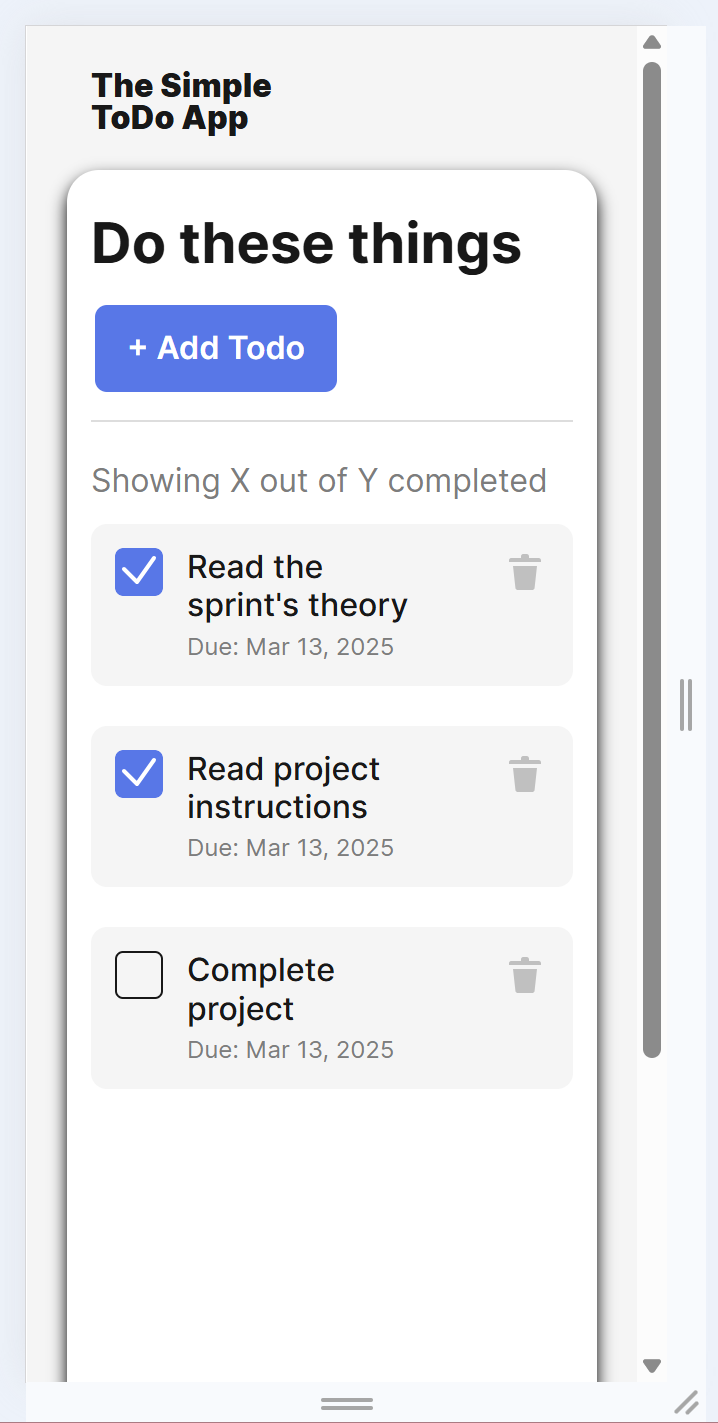 The Simple
ToDo App
Do these things
+ Add Todo
Showing X out of Y completed
Read the
sprint's theory
Due: Mar 13, 2025
Read project
instructions
Due: Mar 13, 2025
Complete
project
Due: Mar 13, 2025